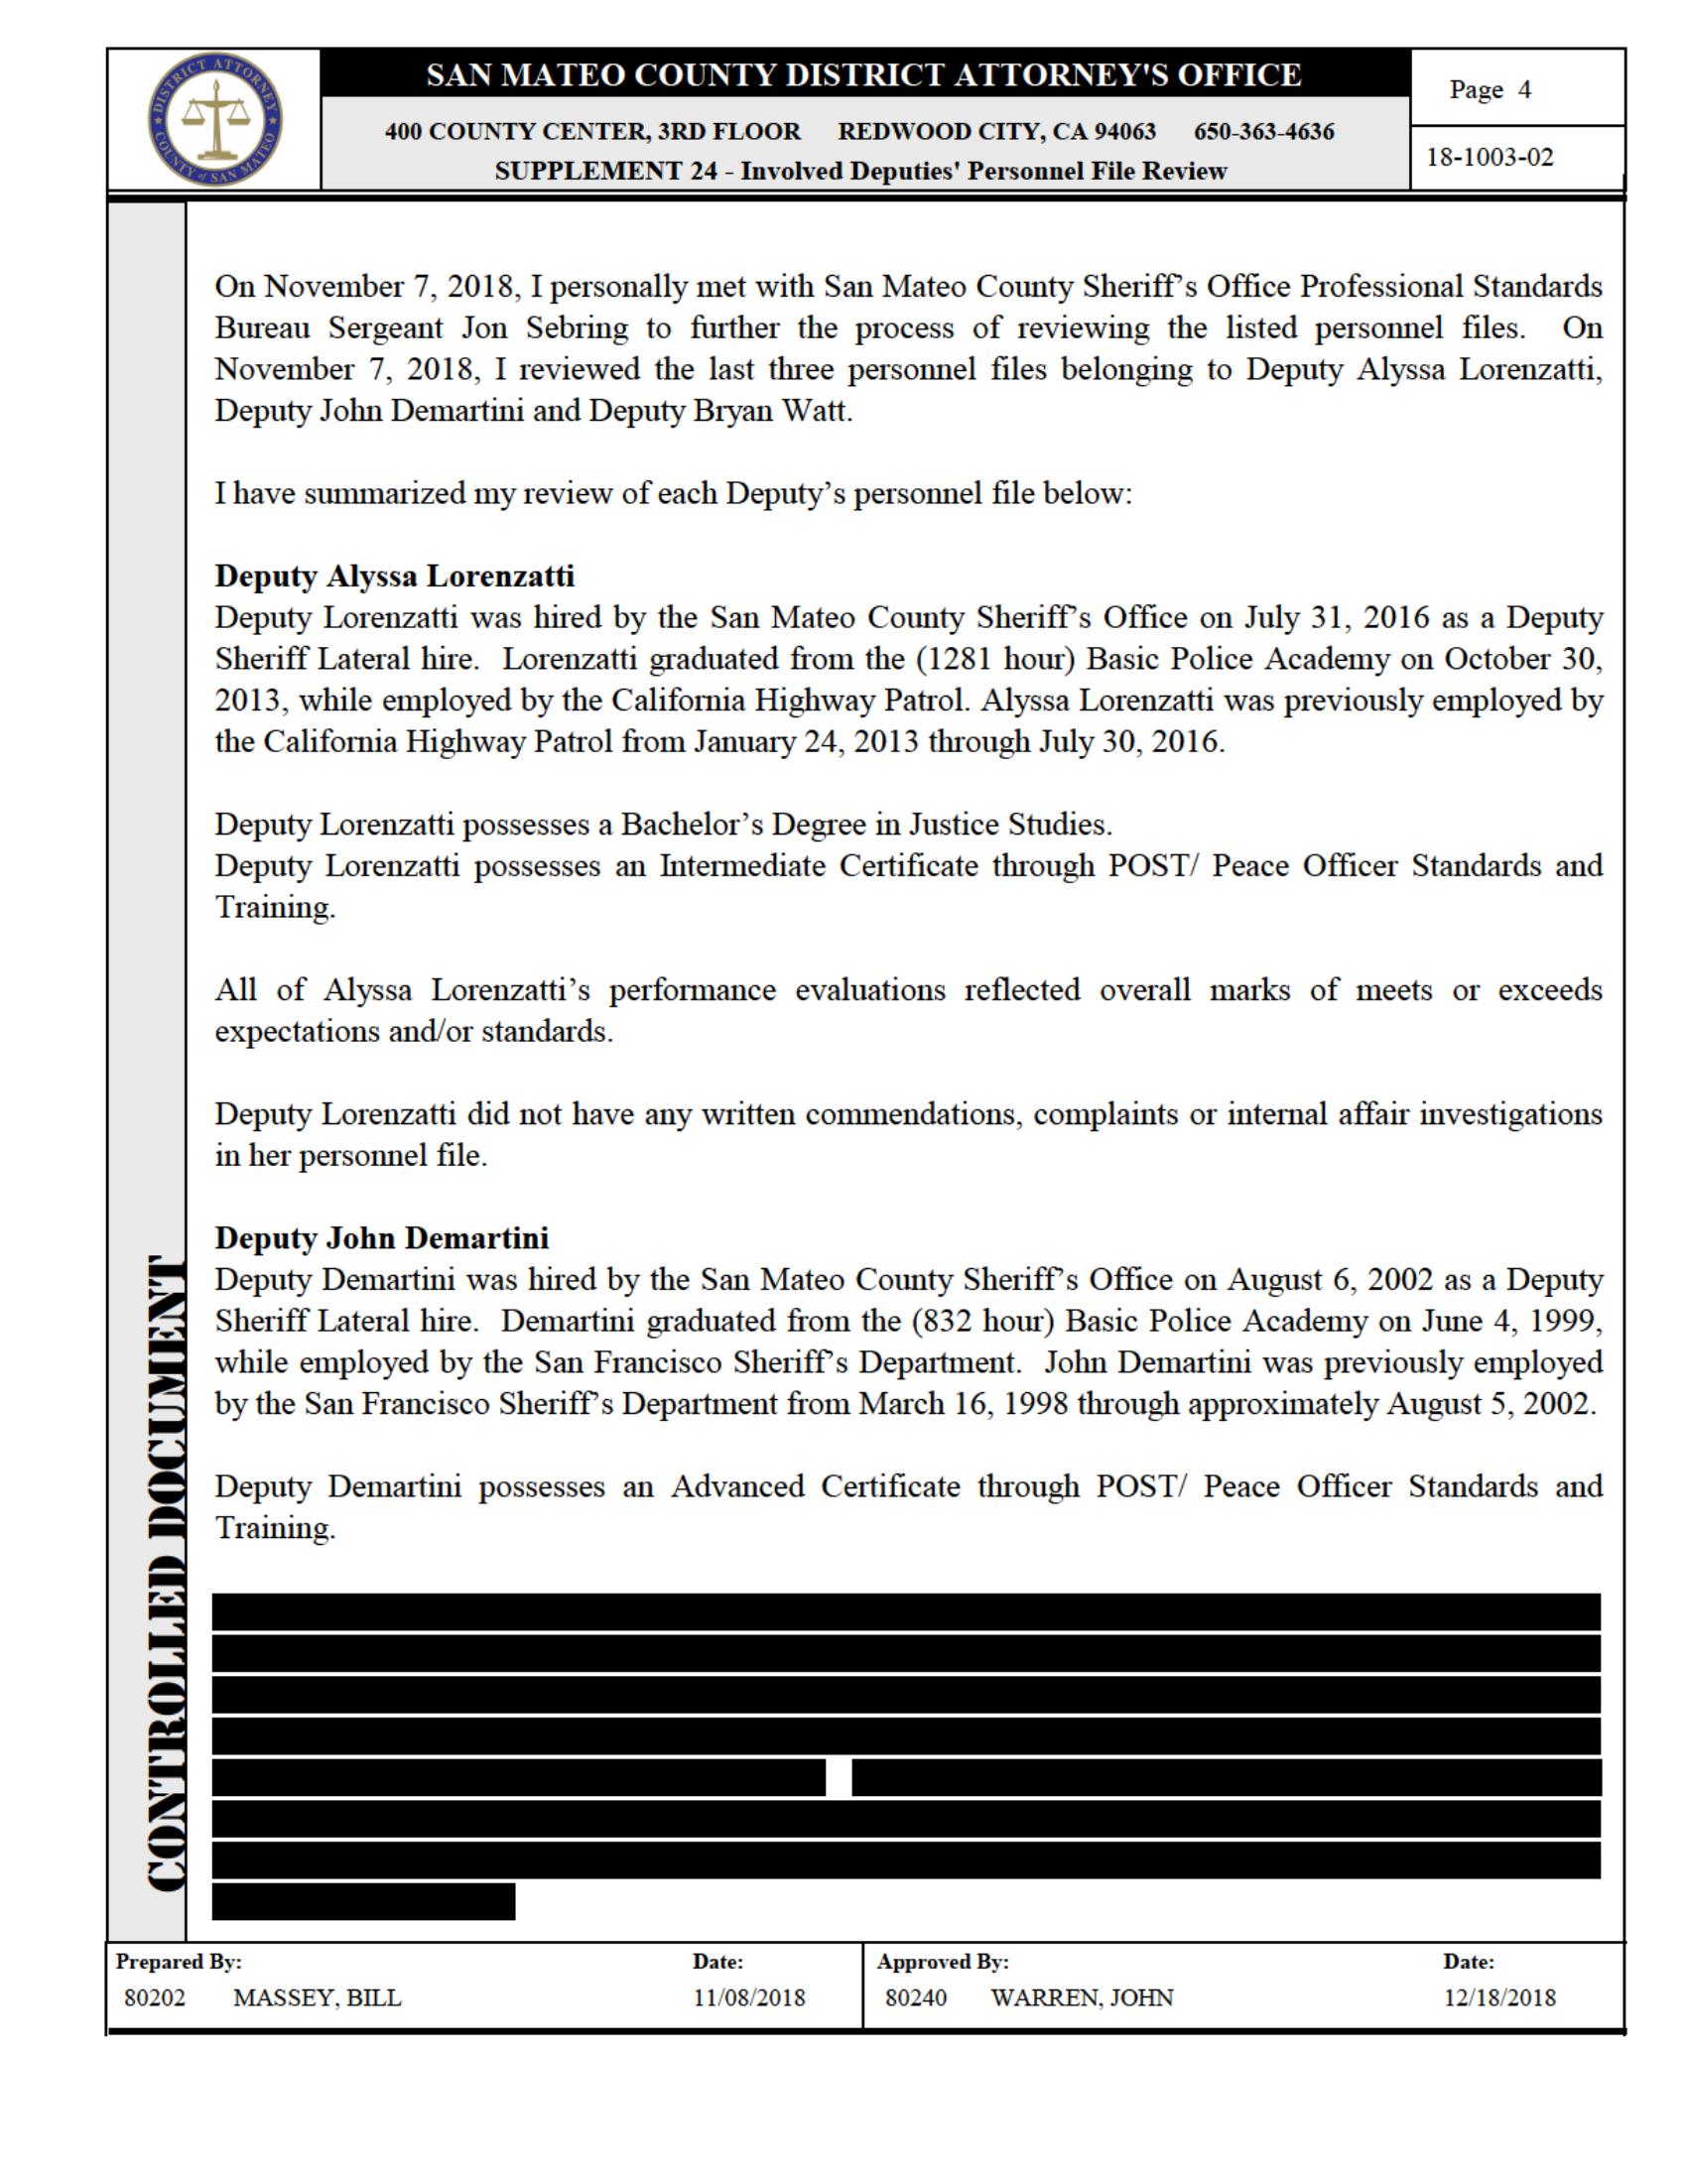 DISTRICT ATTORNEY
COUNTY of SAN MATEO
SAN MATEO COUNTY DISTRICT ATTORNEY'S OFFICE
400 COUNTY CENTER, 3RD FLOOR REDWOOD CITY, CA 94063 650-363-4636
SUPPLEMENT 24 - Involved Deputies' Personnel File Review
Page 4
18-1003-02
On November 7, 2018, I personally met with San Mateo County Sheriff’s Office Professional Standards
Bureau Sergeant Jon Sebring to further the process of reviewing the listed personnel files. On
November 7, 2018, I reviewed the last three personnel files belonging to Deputy Alyssa Lorenzatti,
Deputy John Demartini and Deputy Bryan Watt.
I have summarized my review of each Deputy’s personnel file below:
Deputy Alyssa Lorenzatti
Deputy Lorenzatti was hired by the San Mateo County Sheriff’s Office on July 31, 2016 as a Deputy
Sheriff Lateral hire. Lorenzatti graduated from the (1281 hour) Basic Police Academy on October 30,
2013, while employed by the California Highway Patrol. Alyssa Lorenzatti was previously employed by
the California Highway Patrol from January 24, 2013 through July 30, 2016.
Deputy Lorenzatti possesses a Bachelor’s Degree in Justice Studies.
Deputy Lorenzatti possesses an Intermediate Certificate through POST/ Peace Officer Standards and
Training.
All of Alyssa Lorenzatti’s performance evaluations reflected overall marks of meets or exceeds
expectations and/or standards.
Deputy Lorenzatti did not have any written commendations, complaints or internal affair investigations
in her personnel file.
Deputy John Demartini
Deputy Demartini was hired by the San Mateo County Sheriff’s Office on August 6, 2002 as a Deputy
Sheriff Lateral hire. Demartini graduated from the (832 hour) Basic Police Academy on June 4, 1999,
while employed by the San Francisco Sheriff’s Department. John Demartini was previously employed
by the San Francisco Sheriff’s Department from March 16, 1998 through approximately August 5, 2002.
Deputy Demartini possesses an Advanced Certificate through POST/ Peace Officer Standards and
Training.
CONTROLLED DOCUMENT
Prepared By: Date: Approved By: Date:
80202 MASSEY, BILL 11/08/2018 80240 WARREN, JOHN 12/18/2018